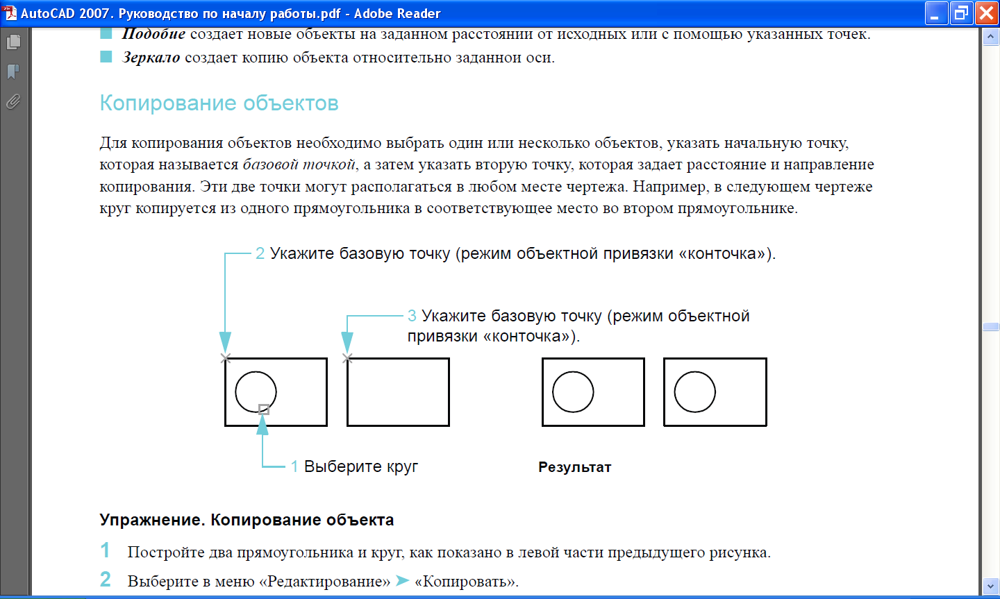 AutoCAD 2007. Руководство по началу работы.pdf - Adobe Reader
Подобие создает новые объекты на заданном расстоянии от исходных или с помощью указанных точек.
Зеркало создает копию объекта относительно заданной оси.
Копирование объектов
Для копирования объектов необходимо выбрать один или несколько объектов, указать начальную точку,
которая называется базовой точкой, а затем указать вторую точку, которая задает расстояние и направление
копирования. Эти две точки могут располагаться в любом месте чертежа. Например, в следующем чертеже
круг копируется из одного прямоугольника в соответствующее место во втором прямоугольнике.
2 Укажите базовую точку (режим объектной привязки «конточка»).
3 Укажите базовую точку (режим объектной
привязки «конточка»).
1 Выберите круг
Результат
Упражнение. Копирование объекта
1 Постройте два прямоугольника и круг, как показано в левой части предыдущего рисунка.
2 Выберите в меню «Редактирование» ➤ «Копировать».